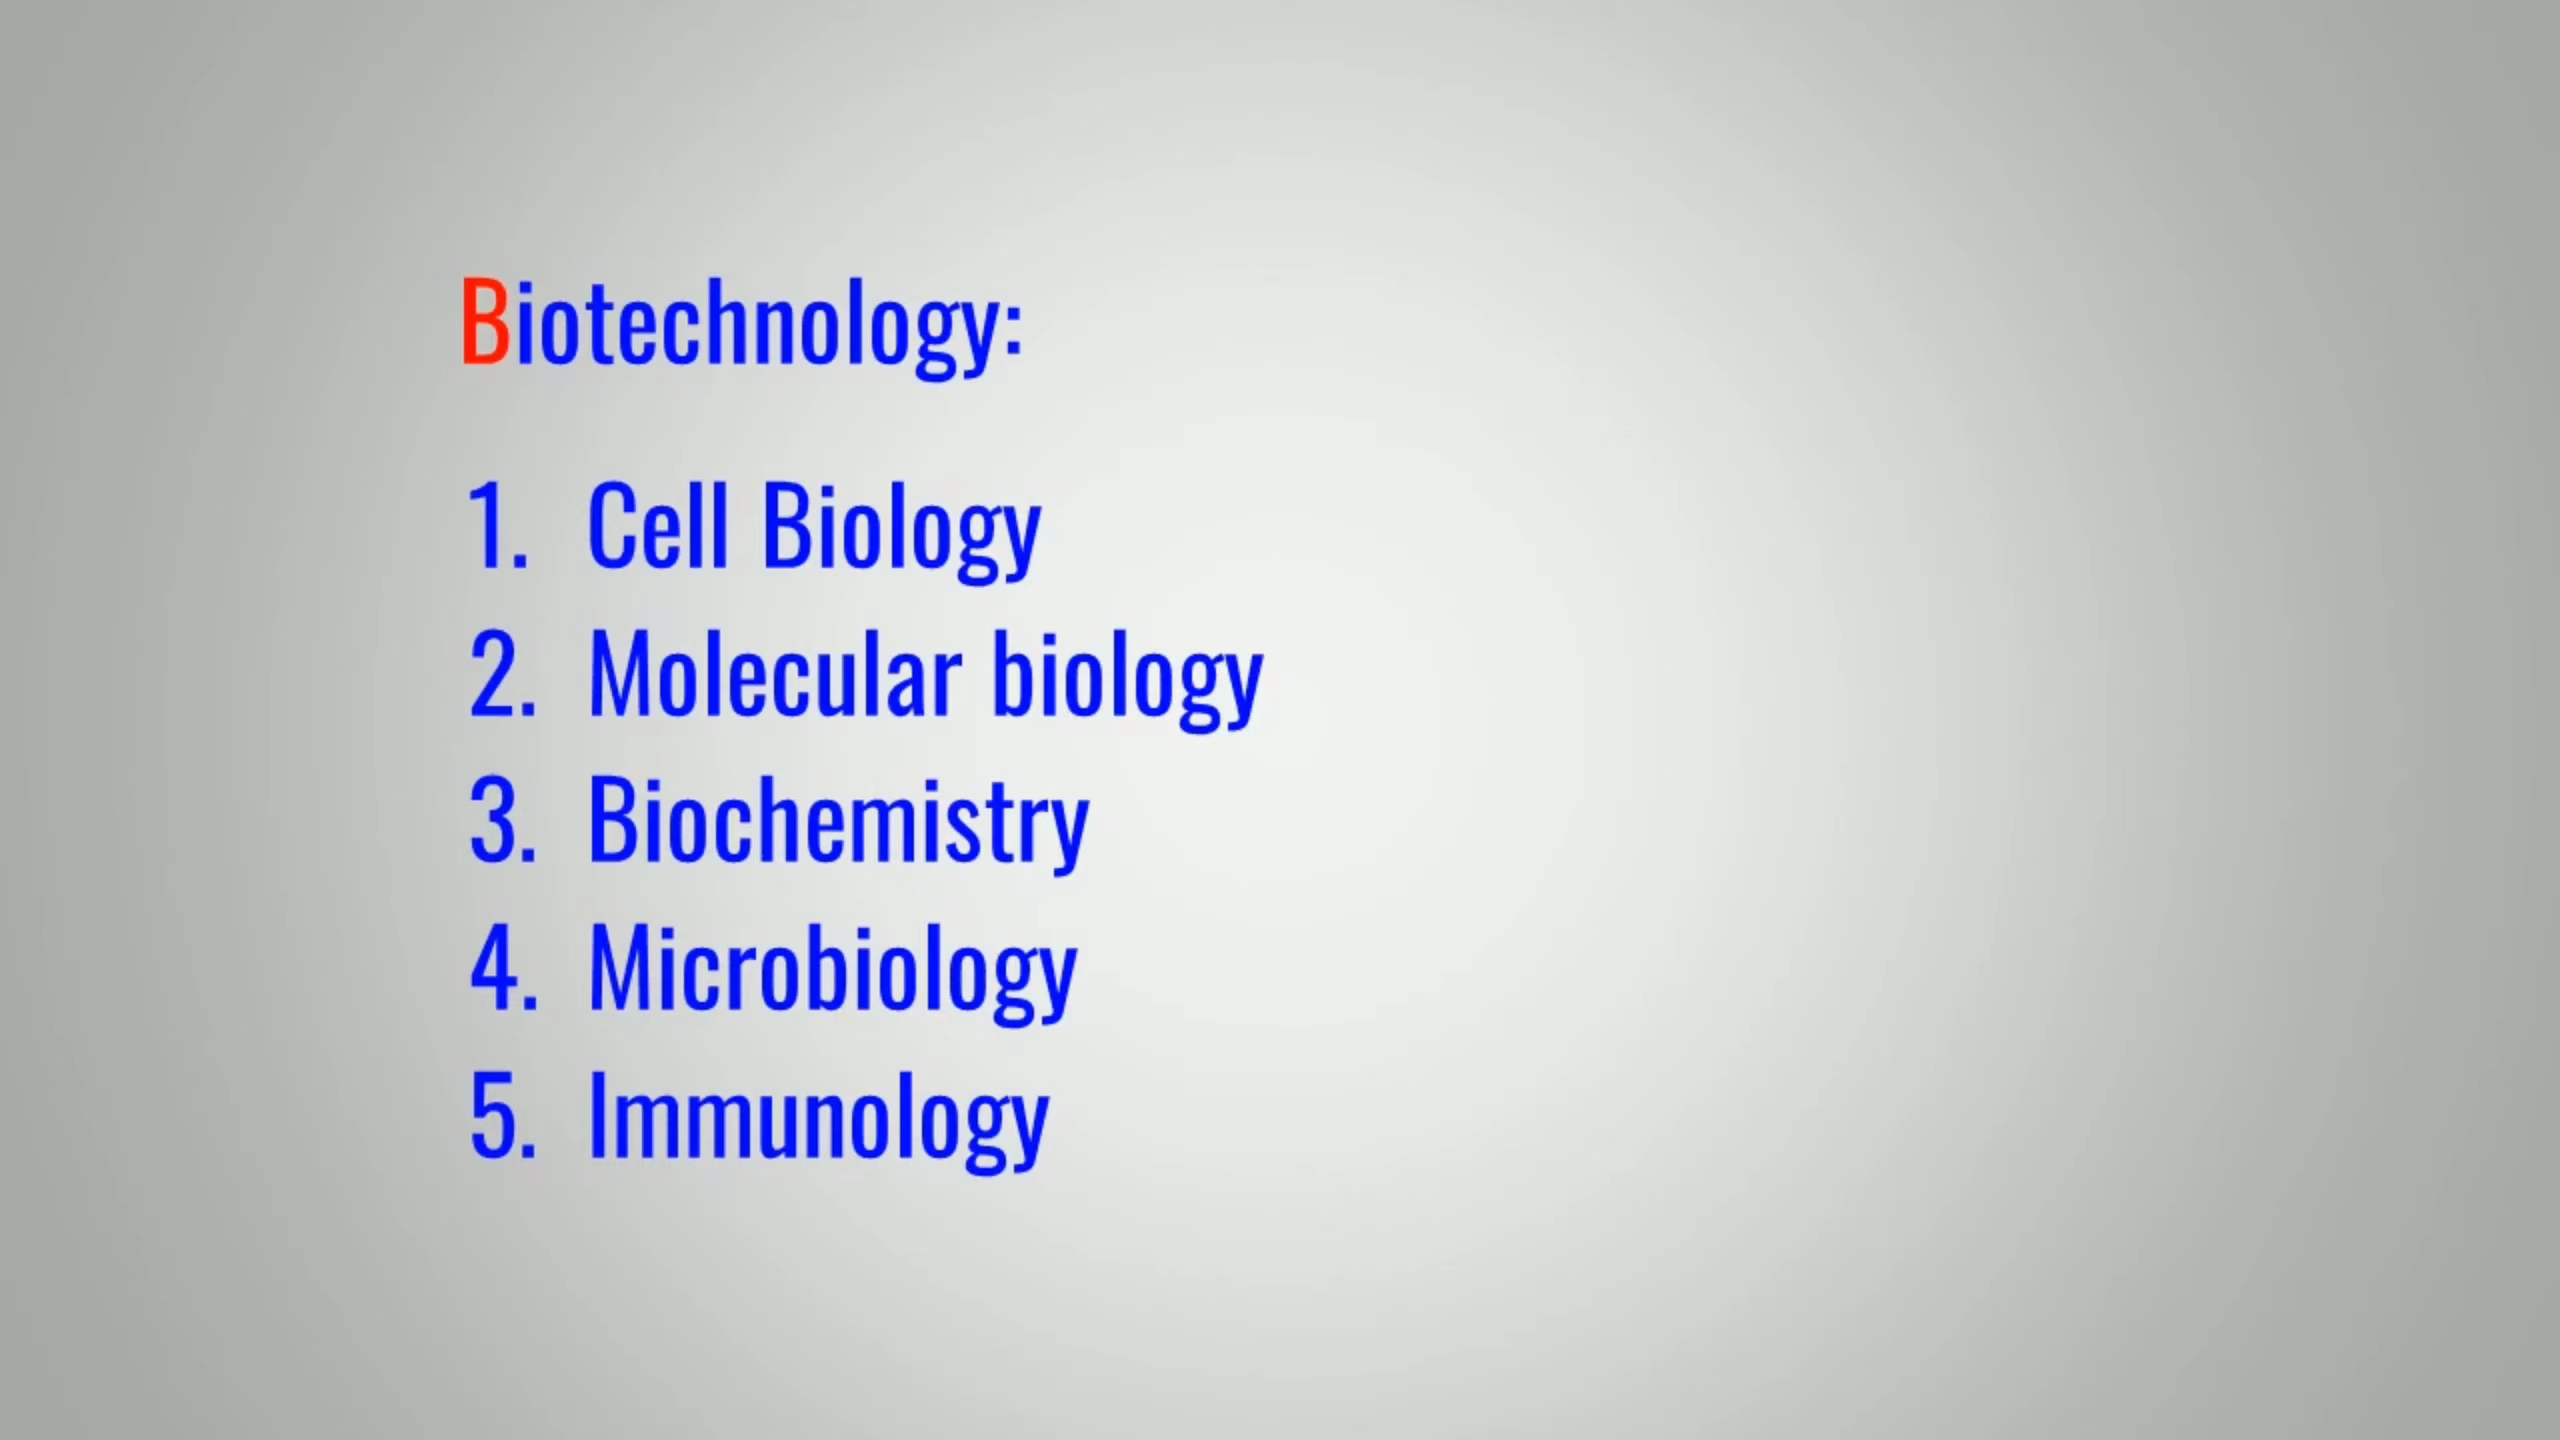 Biotechnology:
1. Cell Biology
2. Molecular biology
3. Biochemistry
4. Microbiology
5. Immunology